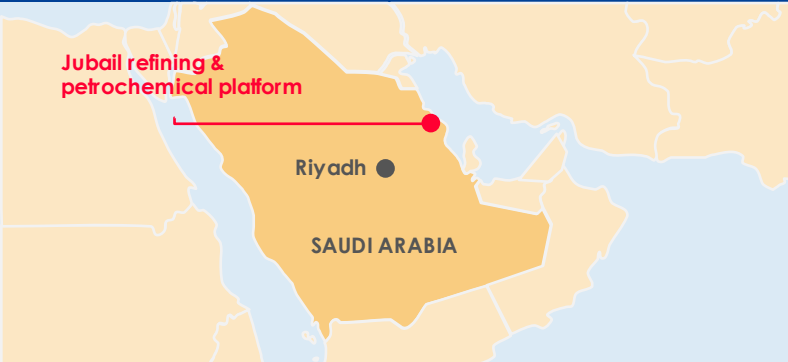 Jubail refining &
petrochemical platform
Riyadh
SAUDI ARABIA